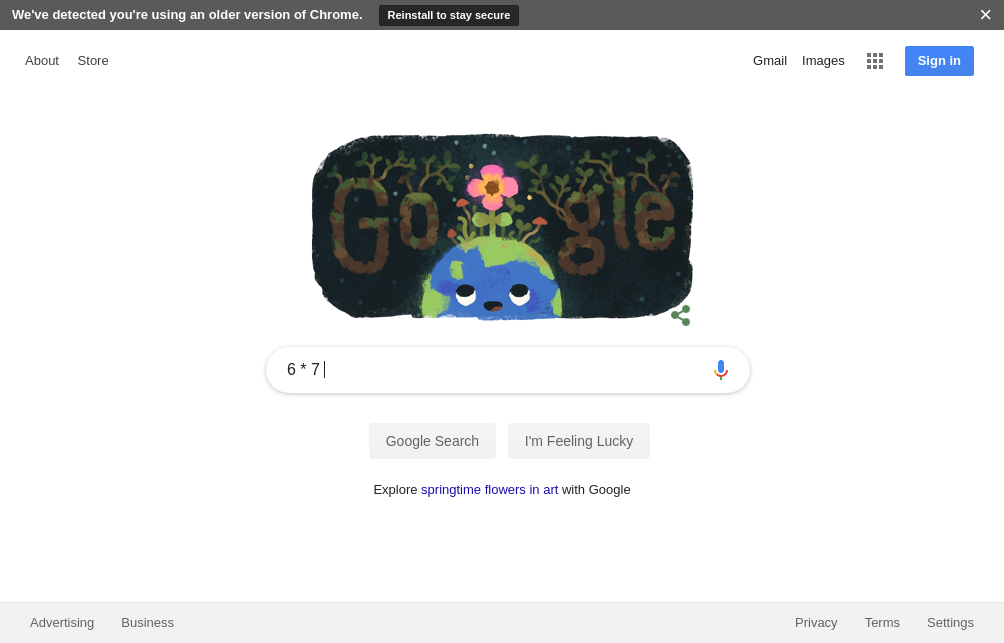 We've detected you're using an older version of Chrome. Reinstall to stay secure
About Store Gmail Images Sign in
Google
6 * 7
Google Search I'm Feeling Lucky
Explore springtime flowers in art with Google
Advertising Business Privacy Terms Settings